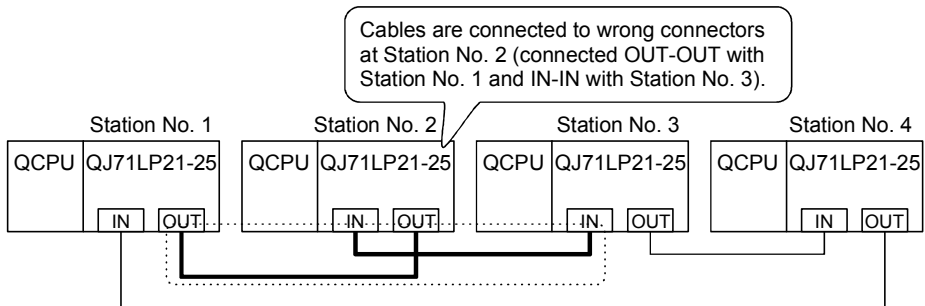 Cables are connected to wrong connectors
at Station No. 2 (connected OUT-OUT with
Station No. 1 and IN-IN with Station No. 3).
Station No. 1 Station No. 2 Station No. 3 Station No. 4
QCPU QJ71LP21-25 QCPU QJ71LP21-25 QCPU QJ71LP21-25 QCPU QJ71LP21-25
IN OUT IN OUT IN OUT IN OUT